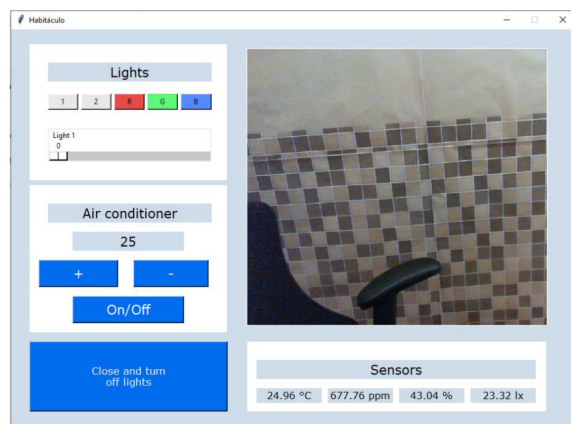 Habitáculo
Lights
1 2 R G B
Light 1
0
Air conditioner
25
+ -
On/Off
Close and turn
off lights
Sensors
24.96 °C 677.76 ppm 43.04 % 23.32 lx